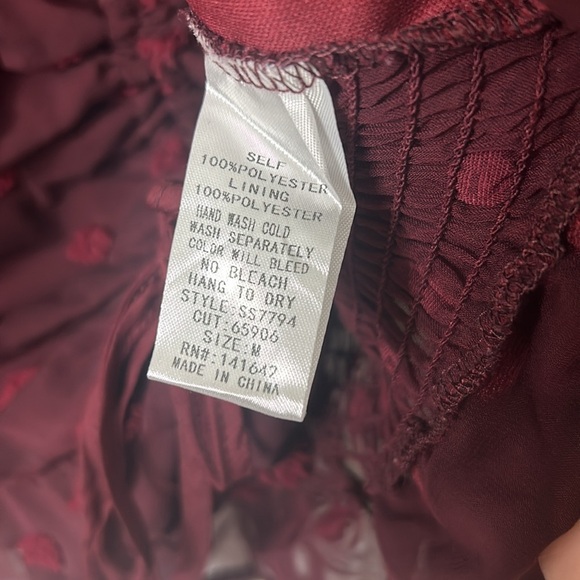 SELF
100%POLYESTER
LINING
100%POLYESTER
HAND WASH COLD
WASH SEPARATELY
COLOR WILL BLEED
NO BLEACH
HANG TO DRY
STYLE:SS7794
CUT:65906
SIZE:M
RN#:141647
MADE IN CHINA